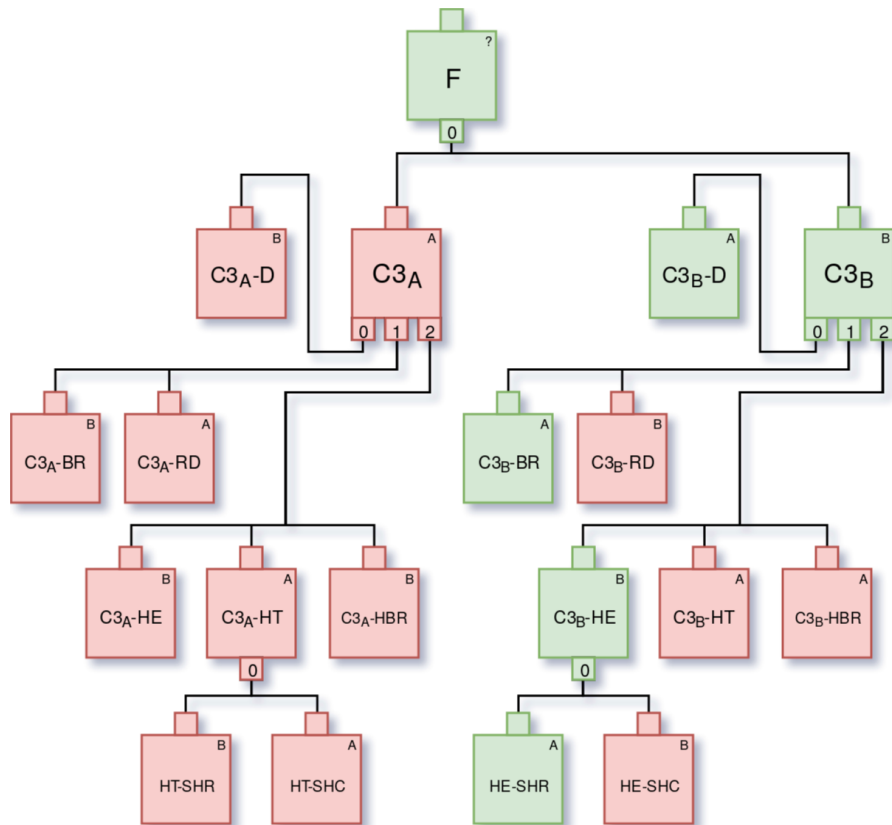 ?
F
0
B
C3A-D
A
C3A
0 1 2
A
C3B-D
B
C3B
0 1 2
B
C3A-BR
A
C3A-RD
A
C3B-BR
B
C3B-RD
B
C3A-HE
A
C3A-HT
0
B
C3A-HBR
B
C3B-HE
0
A
C3B-HT
A
C3B-HBR
B
HT-SHR
A
HT-SHC
A
HE-SHR
B
HE-SHC